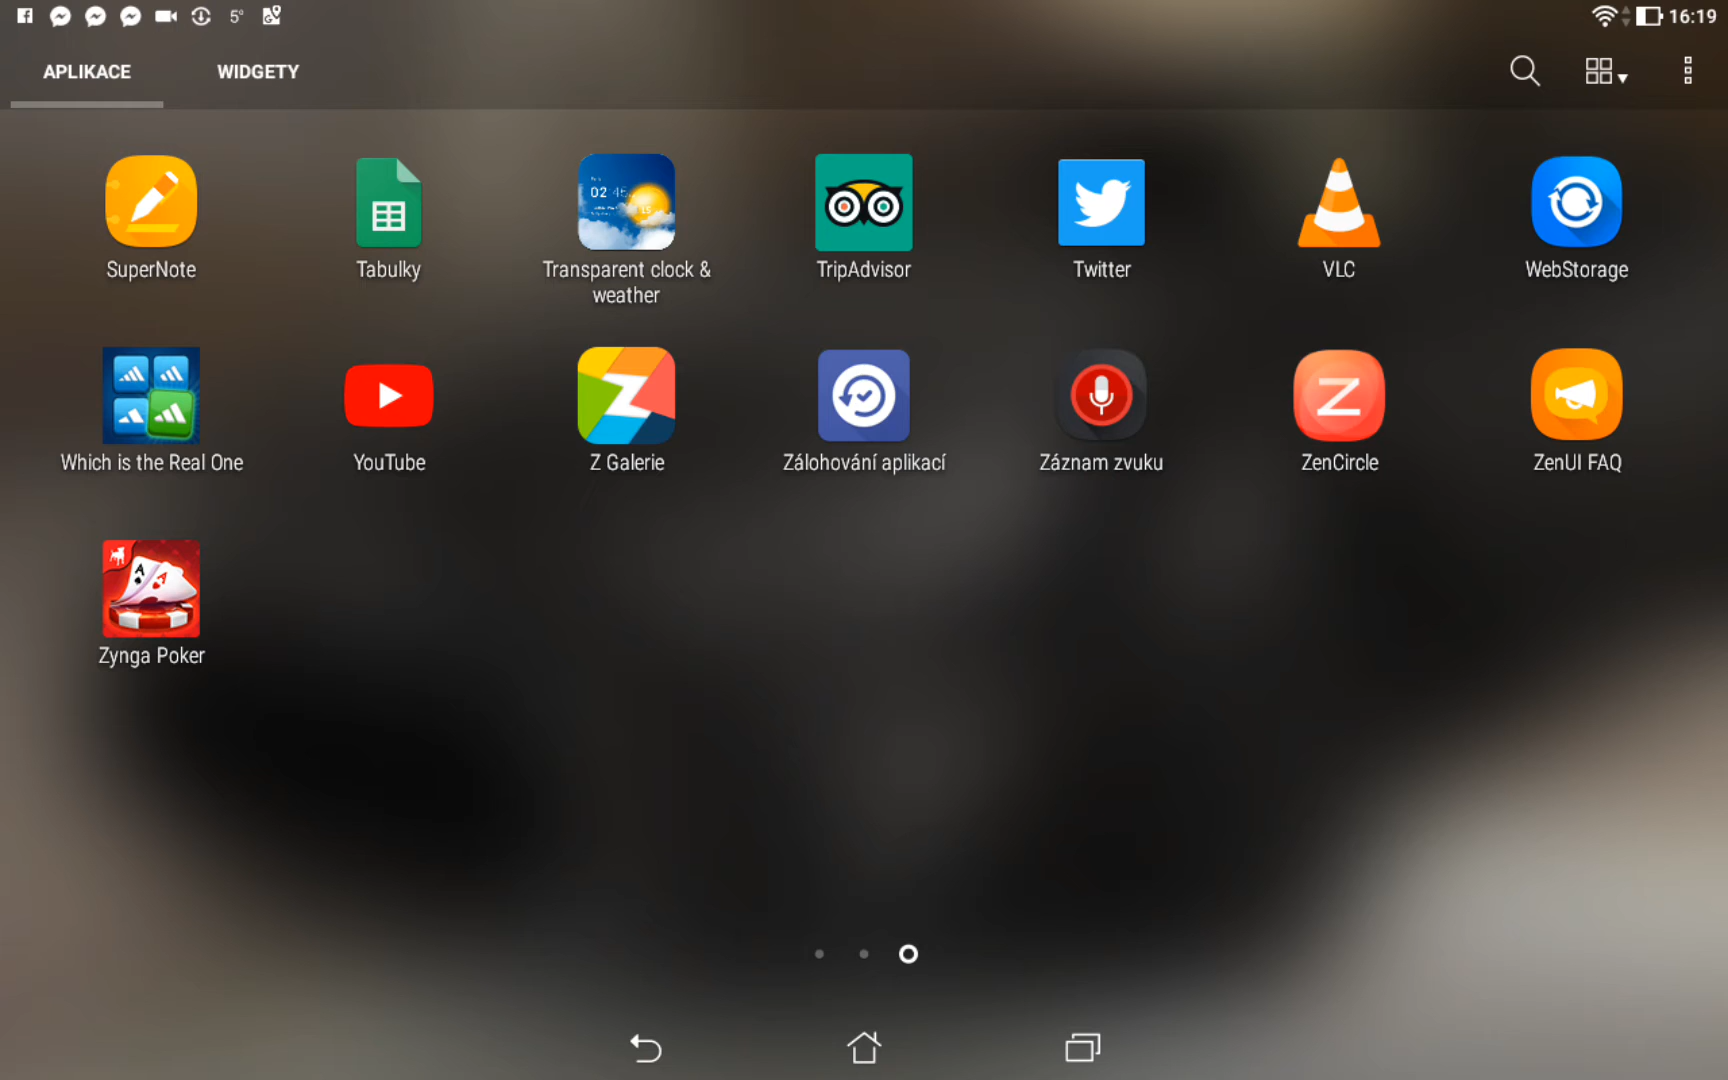 5° 16:19
APLIKACE WIDGETY
SuperNote Tabulky Transparent clock & weather TripAdvisor Twitter VLC WebStorage
Which is the Real One YouTube Z Galerie Zálohování aplikací Záznam zvuku ZenCircle ZenUI FAQ
Zynga Poker